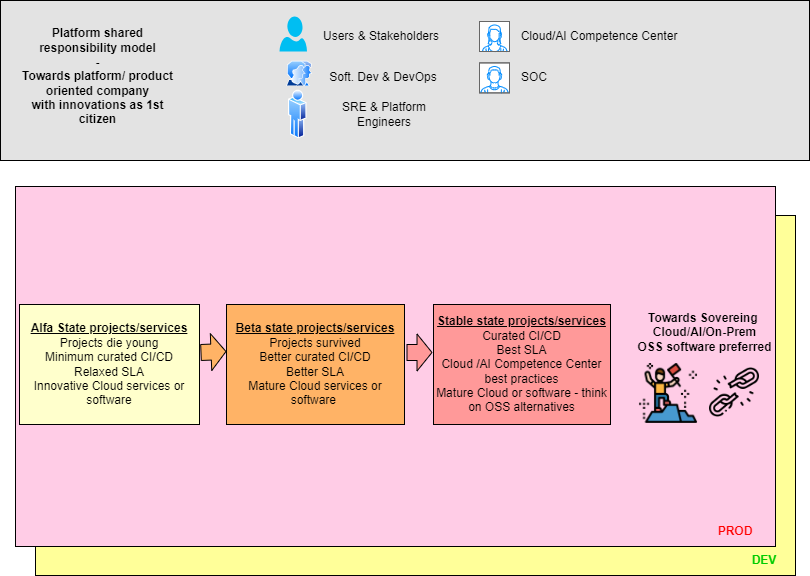 Platform shared
responsibility model
-
Towards platform/ product
oriented company
with innovations as 1st
citizen
Users & Stakeholders
Cloud/AI Competence Center
Soft. Dev & DevOps
SOC
SRE & Platform
Engineers
Alfa State projects/services
Projects die young
Minimum curated CI/CD
Relaxed SLA
Innovative Cloud services or
software
Beta state projects/services
Projects survived
Better curated CI/CD
Better SLA
Mature Cloud services or
software
Stable state projects/services
Curated CI/CD
Best SLA
Cloud /AI Competence Center
best practices
Mature Cloud or software - think
on OSS alternatives
Towards Sovereing
Cloud/AI/On-Prem
OSS software preferred
PROD
DEV